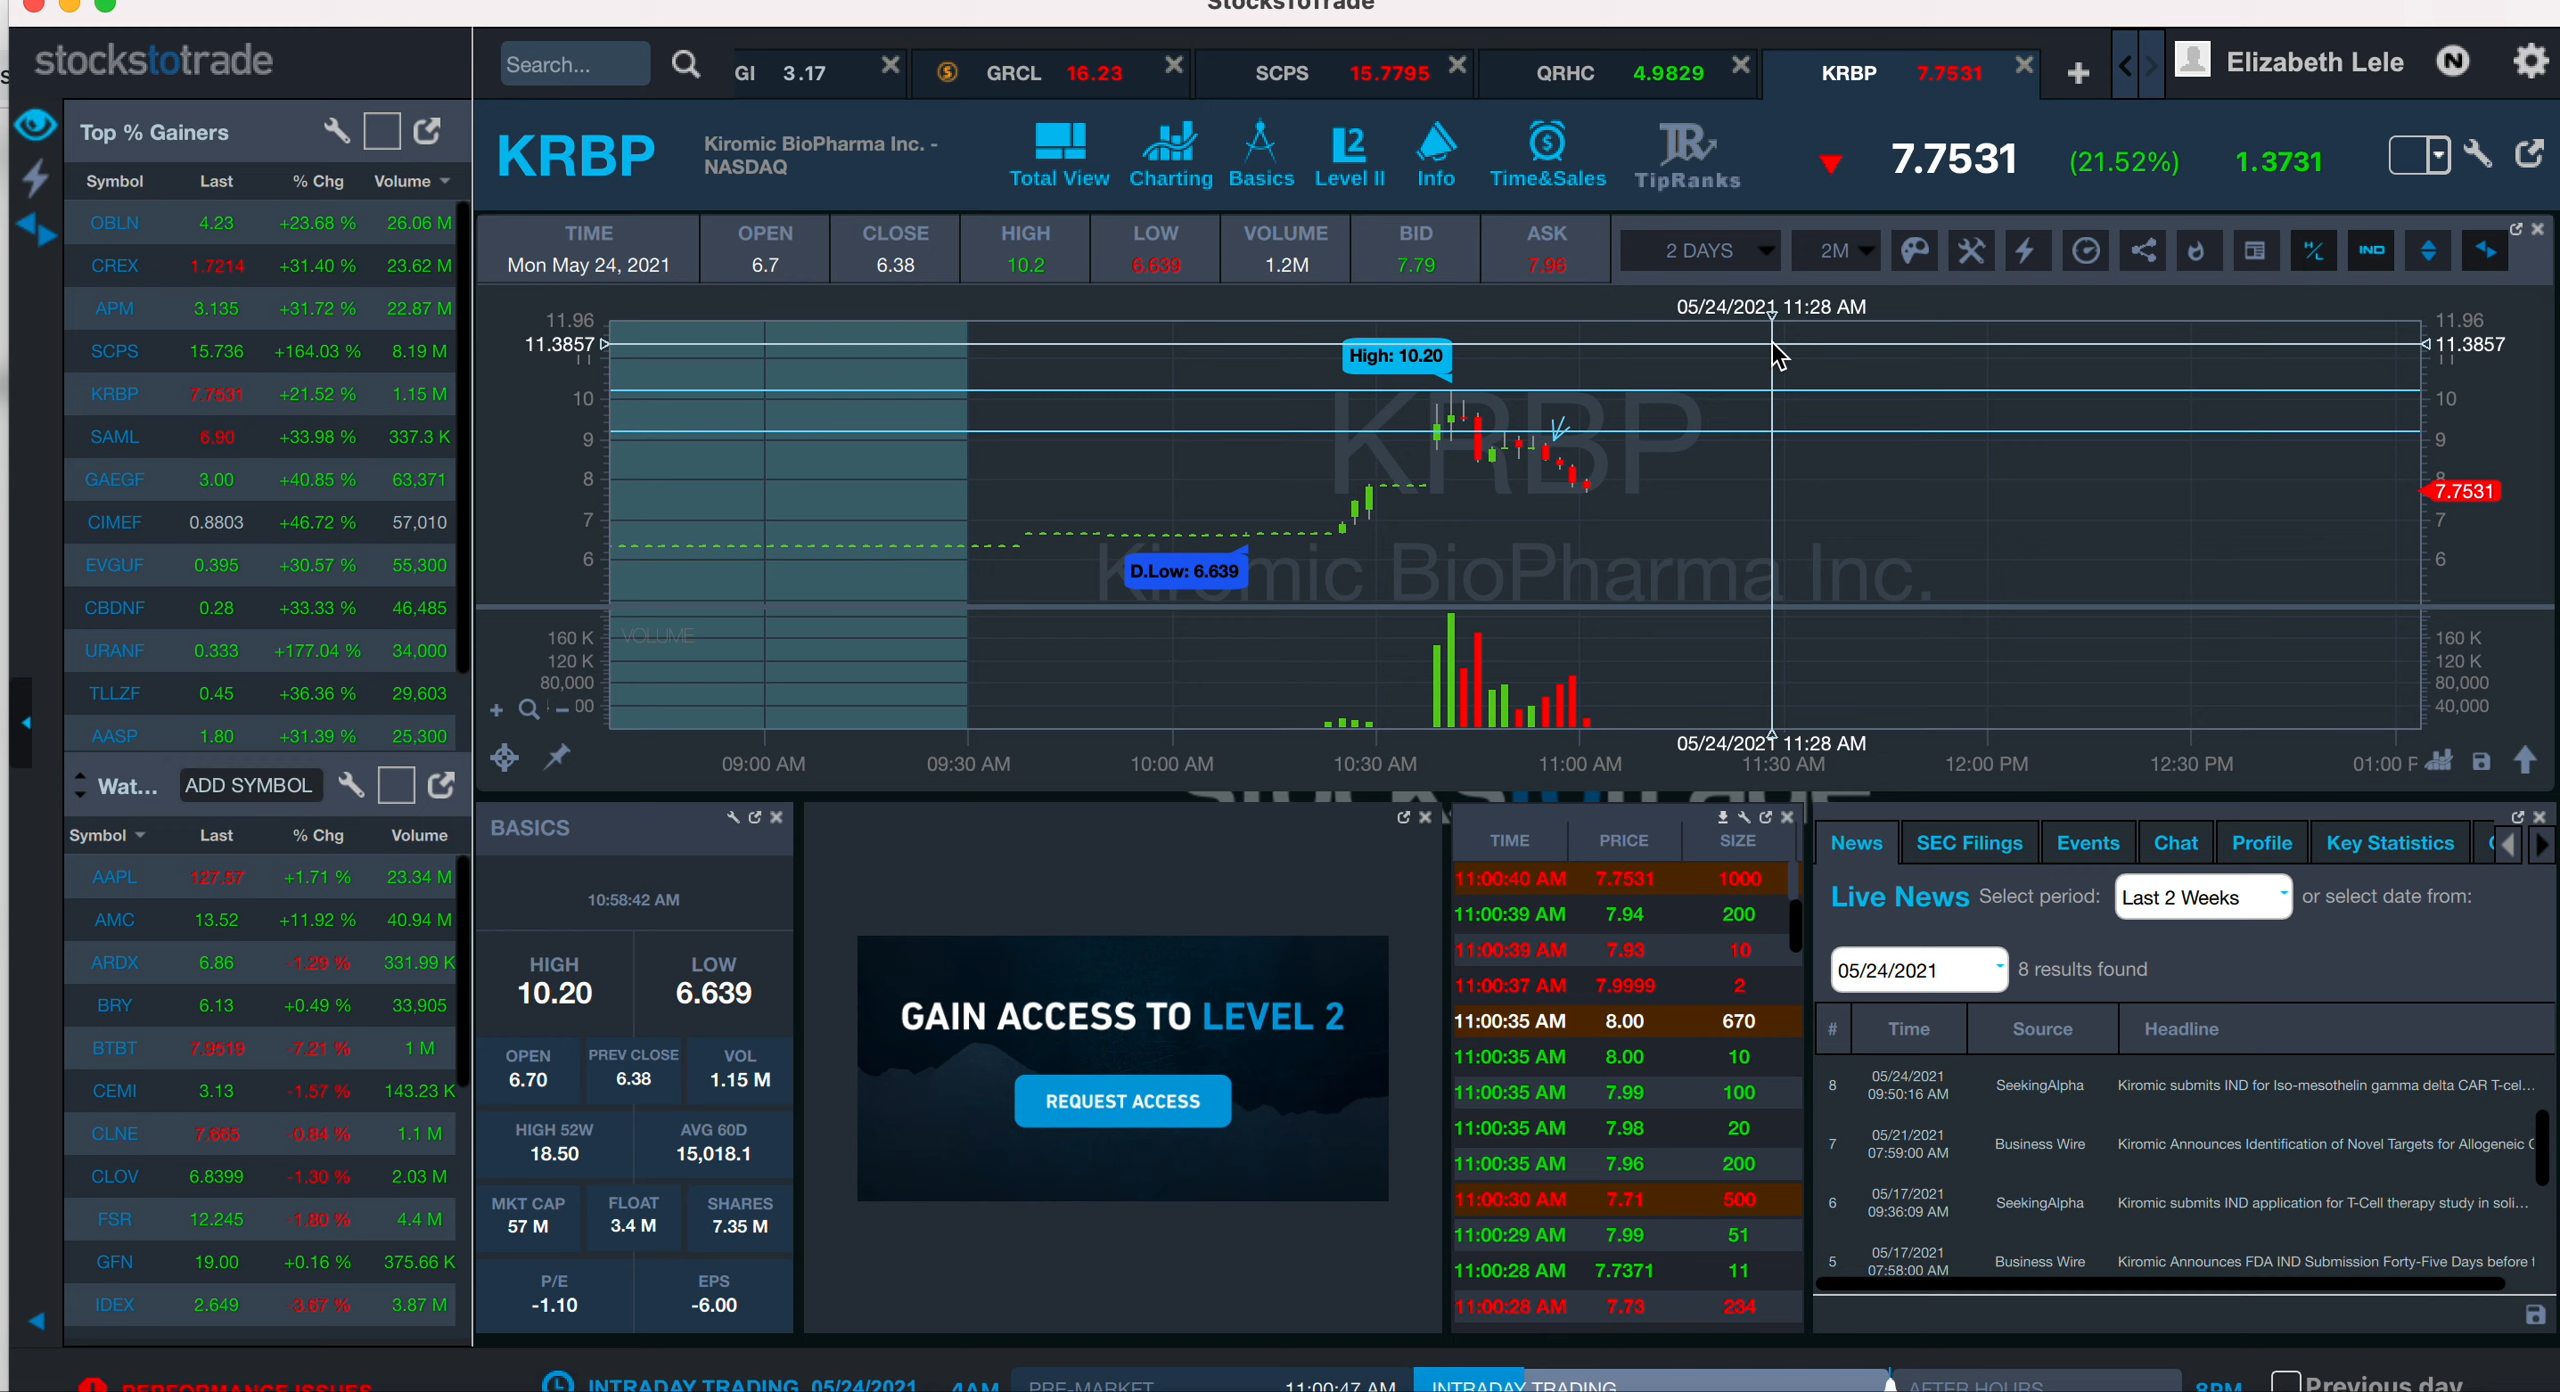 StocksToTrade
stockstotrade
Search...
GI 3.17
GRCL 16.23
SCPS 15.7795
QRHC 4.9829
KRBP 7.7531
Elizabeth Lele
Top % Gainers
Symbol Last % Chg Volume
OBLN 4.23 +23.68 % 26.06 M
CREX 1.7214 +31.40 % 23.62 M
APM 3.135 +31.72 % 22.87 M
SCPS 15.736 +164.03 % 8.19 M
KRBP 7.7531 +21.52 % 1.15 M
SAML 6.90 +33.98 % 337.3 K
GAEGF 3.00 +40.85 % 63,371
CIMEF 0.8803 +46.72 % 57,010
EVGUF 0.395 +30.57 % 55,300
CBDNF 0.28 +33.33 % 46,485
URANF 0.333 +177.04 % 34,000
TLLZF 0.45 +36.36 % 29,603
AASP 1.80 +31.39 % 25,300
Wat... ADD SYMBOL
Symbol Last % Chg Volume
AAPL 127.57 +1.71 % 23.34 M
AMC 13.52 +11.92 % 40.94 M
ARDX 6.86 -1.29 % 331.99 K
BRY 6.13 +0.49 % 33,905
BTBT 7.9519 -7.21 % 1 M
CEMI 3.13 -1.57 % 143.23 K
CLNE 7.665 -0.84 % 1.1 M
CLOV 6.8399 -1.30 % 2.03 M
FSR 12.245 -1.80 % 4.4 M
GFN 19.00 +0.16 % 375.66 K
IDEX 2.649 -3.67 % 3.87 M
KRBP
Kiromic BioPharma Inc. -
NASDAQ
Total View Charting Basics Level II Info Time&Sales TipRanks
7.7531 (21.52%) 1.3731
TIME OPEN CLOSE HIGH LOW VOLUME BID ASK
Mon May 24, 2021 6.7 6.38 10.2 6.639 1.2M 7.79 7.96
2 DAYS 2M
H/L IND
05/24/2021 11:28 AM
11.96 11.96
11.3857 11.3857
High: 10.20
10 10
9 9
8 8
7.7531
7 7
6 6
D.Low: 6.639
KRBP
Kiromic BioPharma Inc.
VOLUME
160 K 160 K
120 K 120 K
80,000 80,000
00 40,000
05/24/2021 11:28 AM
09:00 AM 09:30 AM 10:00 AM 10:30 AM 11:00 AM 11:30 AM 12:00 PM 12:30 PM 01:00 P
BASICS
10:58:42 AM
HIGH LOW
10.20 6.639
OPEN PREV CLOSE VOL
6.70 6.38 1.15 M
HIGH 52W AVG 60D
18.50 15,018.1
MKT CAP FLOAT SHARES
57 M 3.4 M 7.35 M
P/E EPS
-1.10 -6.00
GAIN ACCESS TO LEVEL 2
REQUEST ACCESS
TIME PRICE SIZE
11:00:40 AM 7.7531 1000
11:00:39 AM 7.94 200
11:00:39 AM 7.93 10
11:00:37 AM 7.9999 2
11:00:35 AM 8.00 670
11:00:35 AM 8.00 10
11:00:35 AM 7.99 100
11:00:35 AM 7.98 20
11:00:35 AM 7.96 200
11:00:30 AM 7.71 500
11:00:29 AM 7.99 51
11:00:28 AM 7.7371 11
11:00:28 AM 7.73 234
News SEC Filings Events Chat Profile Key Statistics
Live News Select period: Last 2 Weeks or select date from:
05/24/2021 8 results found
# Time Source Headline
8 05/24/2021 09:50:16 AM SeekingAlpha Kiromic submits IND for Iso-mesothelin gamma delta CAR T-cel...
7 05/21/2021 07:59:00 AM Business Wire Kiromic Announces Identification of Novel Targets for Allogeneic
6 05/17/2021 09:36:09 AM SeekingAlpha Kiromic submits IND application for T-Cell therapy study in soli...
5 05/17/2021 07:58:00 AM Business Wire Kiromic Announces FDA IND Submission Forty-Five Days before
PERFORMANCE ISSUES
INTRADAY TRADING 05/24/2021 4AM PRE-MARKET 11:00:47 AM INTRADAY TRADING AFTER HOURS 8PM Previous day